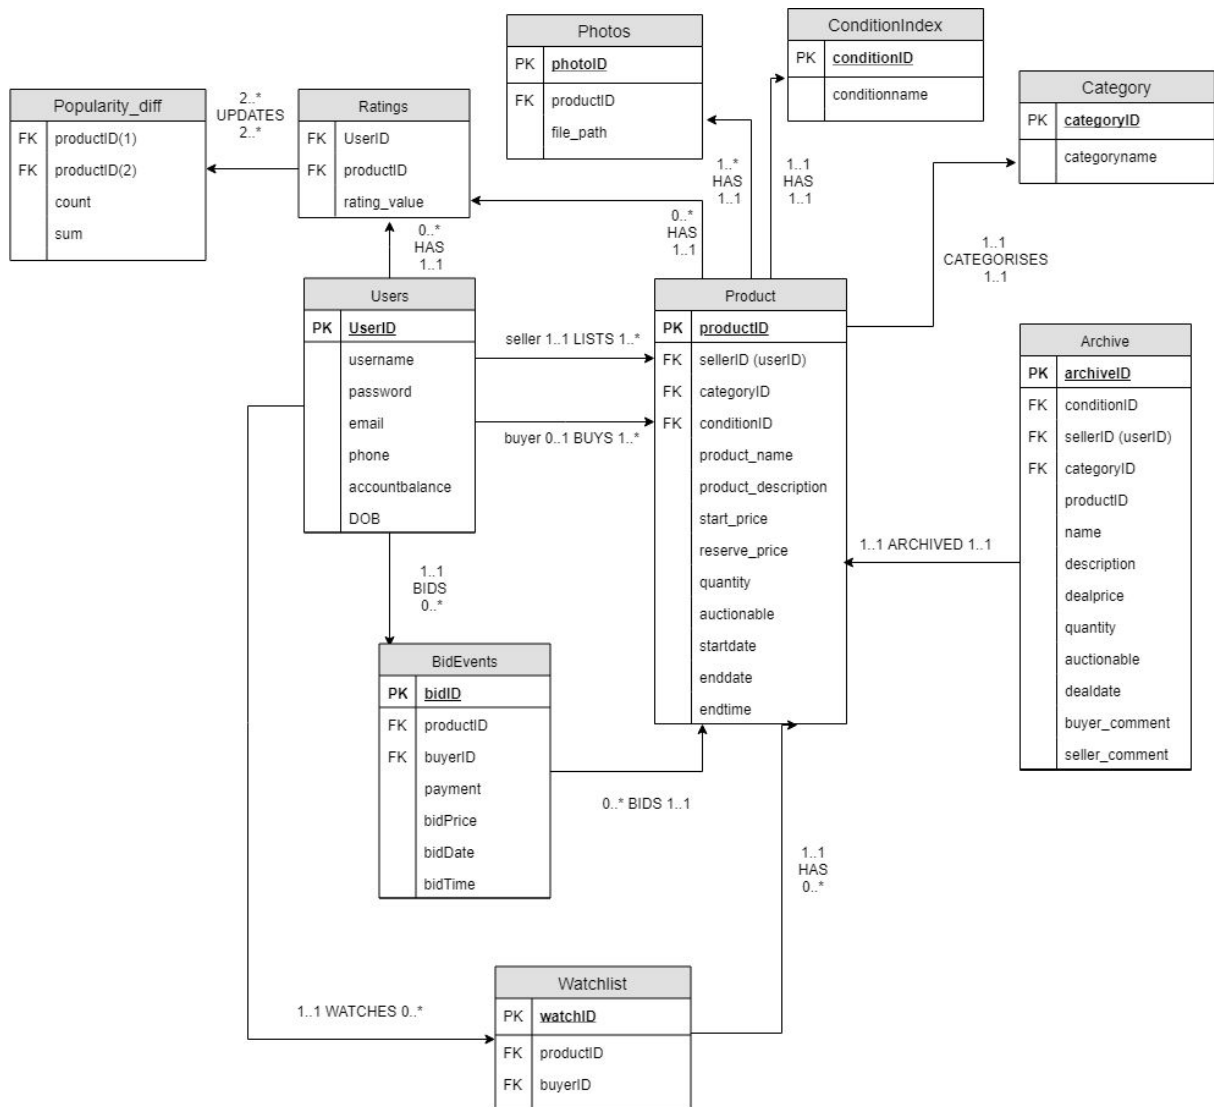 Photos
PK photoID
FK productID
file_path
ConditionIndex
PK conditionID
conditionname
Category
PK categoryID
categoryname
Popularity_diff
FK productID(1)
FK productID(2)
count
sum
2..*
UPDATES
2..*
Ratings
FK UserID
FK productID
rating_value
0..*
HAS
1..1
0..*
HAS
1..1
1..*
HAS
1..1
1..1
HAS
1..1
1..1
CATEGORISES
1..1
Users
PK UserID
username
password
email
phone
accountbalance
DOB
seller 1..1 LISTS 1..*
buyer 0..1 BUYS 1..*
Product
PK productID
FK sellerID (userID)
FK categoryID
FK conditionID
product_name
product_description
start_price
reserve_price
quantity
auctionable
startdate
enddate
endtime
Archive
PK archiveID
FK conditionID
FK sellerID (userID)
FK categoryID
productID
name
description
dealprice
quantity
auctionable
dealdate
buyer_comment
seller_comment
1..1 ARCHIVED 1..1
1..1
BIDS
0..*
BidEvents
PK bidID
FK productID
FK buyerID
payment
bidPrice
bidDate
bidTime
0..* BIDS 1..1
1..1
HAS
0..*
1..1 WATCHES 0..*
Watchlist
PK watchID
FK productID
FK buyerID